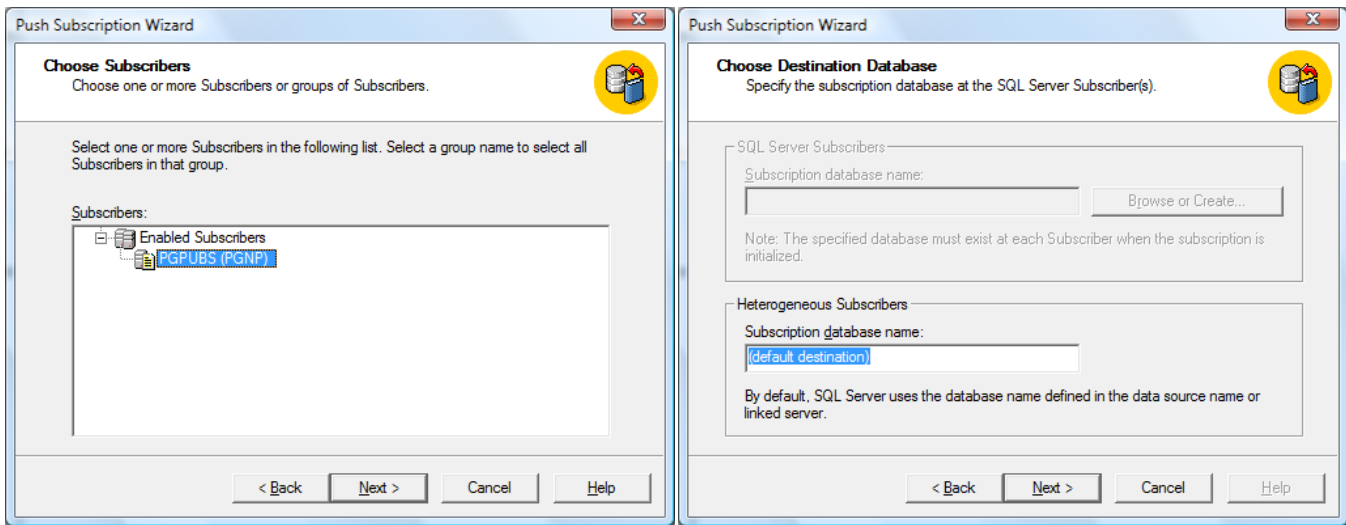 Push Subscription Wizard
Choose Subscribers
Choose one or more Subscribers or groups of Subscribers.
Select one or more Subscribers in the following list. Select a group name to select all
Subscribers in that group.
Subscribers:
Enabled Subscribers
PGPUBS (PGNP)
< Back
Next >
Cancel
Help
Push Subscription Wizard
Choose Destination Database
Specify the subscription database at the SQL Server Subscriber(s).
SQL Server Subscribers
Subscription database name:
Browse or Create...
Note: The specified database must exist at each Subscriber when the subscription is
initialized.
Heterogeneous Subscribers
Subscription database name:
(default destination)
By default, SQL Server uses the database name defined in the data source name or
linked server.
< Back
Next >
Cancel
Help